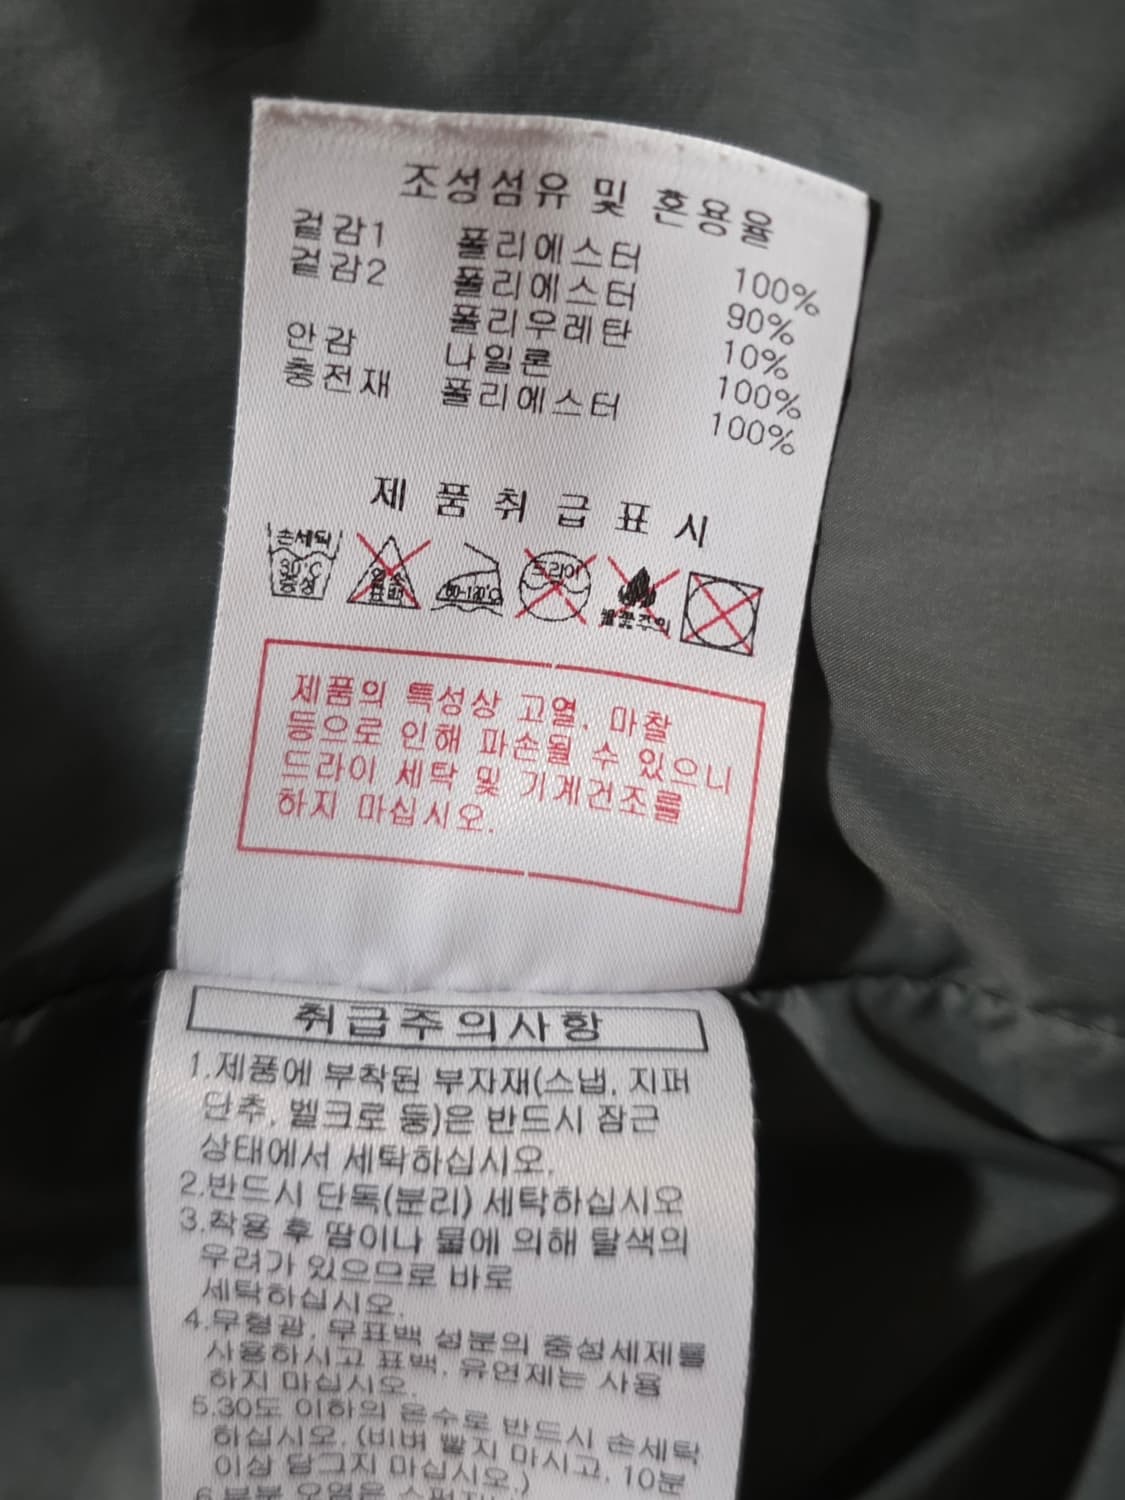 조성섬유 및 혼용율
겉감1 폴리에스터 100%
겉감2 폴리에스터 90%
폴리우레탄 10%
안감 나일론 100%
충전재 폴리에스터 100%
제 품 취 급 표 시
손세탁 30°C 중성
염소 표백
80-120°C
드라이
불꽃주의
제품의 특성상 고열, 마찰
등으로 인해 파손될 수 있으니
드라이 세탁 및 기계건조를
하지 마십시오.
취급주의사항
1.제품에 부착된 부자재(스냅, 지퍼
단추, 벨크로 등)은 반드시 잠근
상태에서 세탁하십시오.
2.반드시 단독(분리) 세탁하십시오
3.착용 후 땀이나 물에 의해 탈색의
우려가 있으므로 바로
세탁하십시오.
4.무형광, 무표백 성분의 중성세제를
사용하시고 표백, 유연제는 사용
하지 마십시오.
5.30도 이하의 온수로 반드시 손세탁
하십시오. (비벼 빨지 마시고, 10분
이상 담그지 마십시오.)
6.부분 오염은